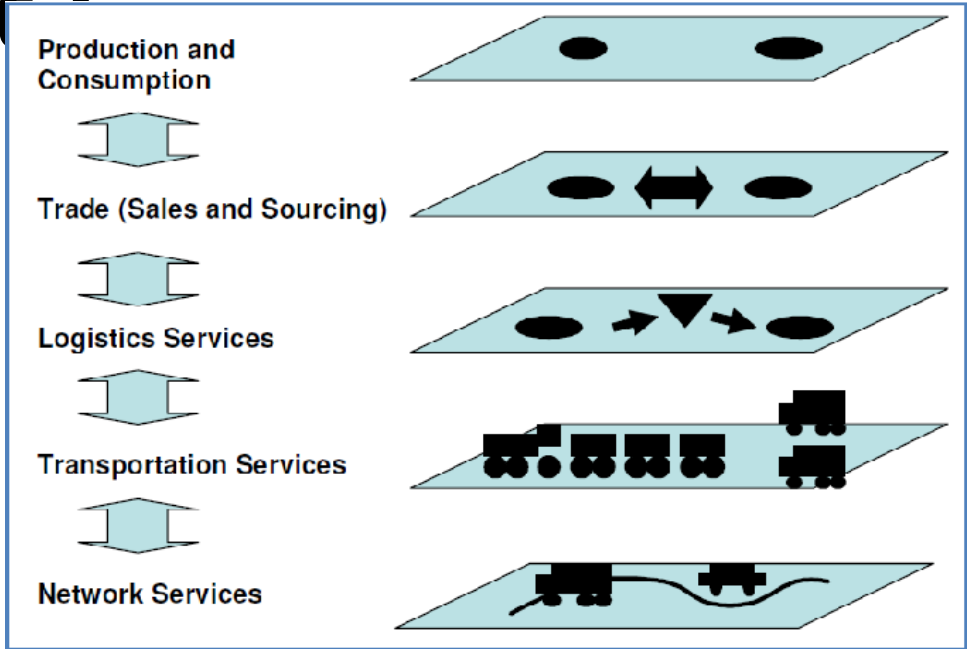 Production and
Consumption
Trade (Sales and Sourcing)
Logistics Services
Transportation Services
Network Services